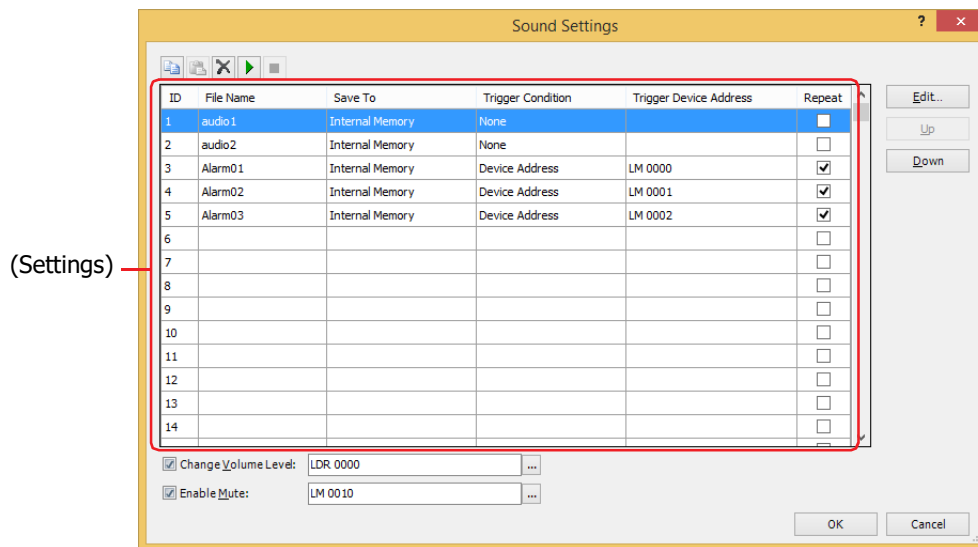 Sound Settings ?
ID File Name Save To Trigger Condition Trigger Device Address Repeat Edit...
1 audio1 Internal Memory None Up
2 audio2 Internal Memory None
3 Alarm01 Internal Memory Device Address LM 0000 Down
4 Alarm02 Internal Memory Device Address LM 0001
5 Alarm03 Internal Memory Device Address LM 0002
6
(Settings) 7
8
9
10
11
12
13
14
Change Volume Level: LDR 0000 ...
Enable Mute: LM 0010 ...
OK Cancel